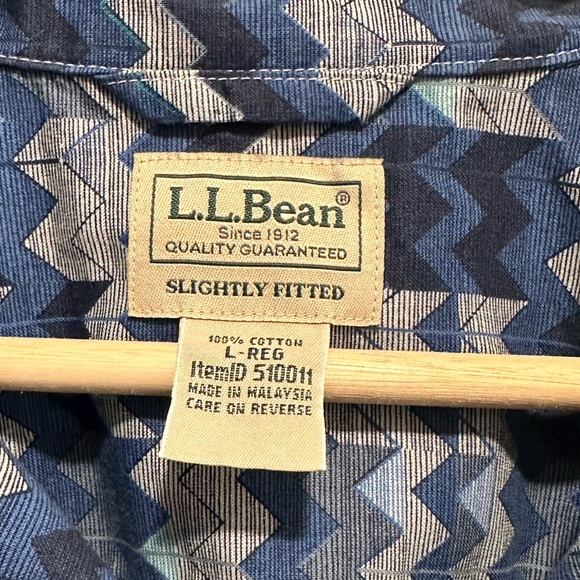 L.L.Bean®
Since 1912
QUALITY GUARANTEED
SLIGHTLY FITTED
100% COTTON
L-REG
ItemID 510011
MADE IN MALAYSIA
CARE ON REVERSE